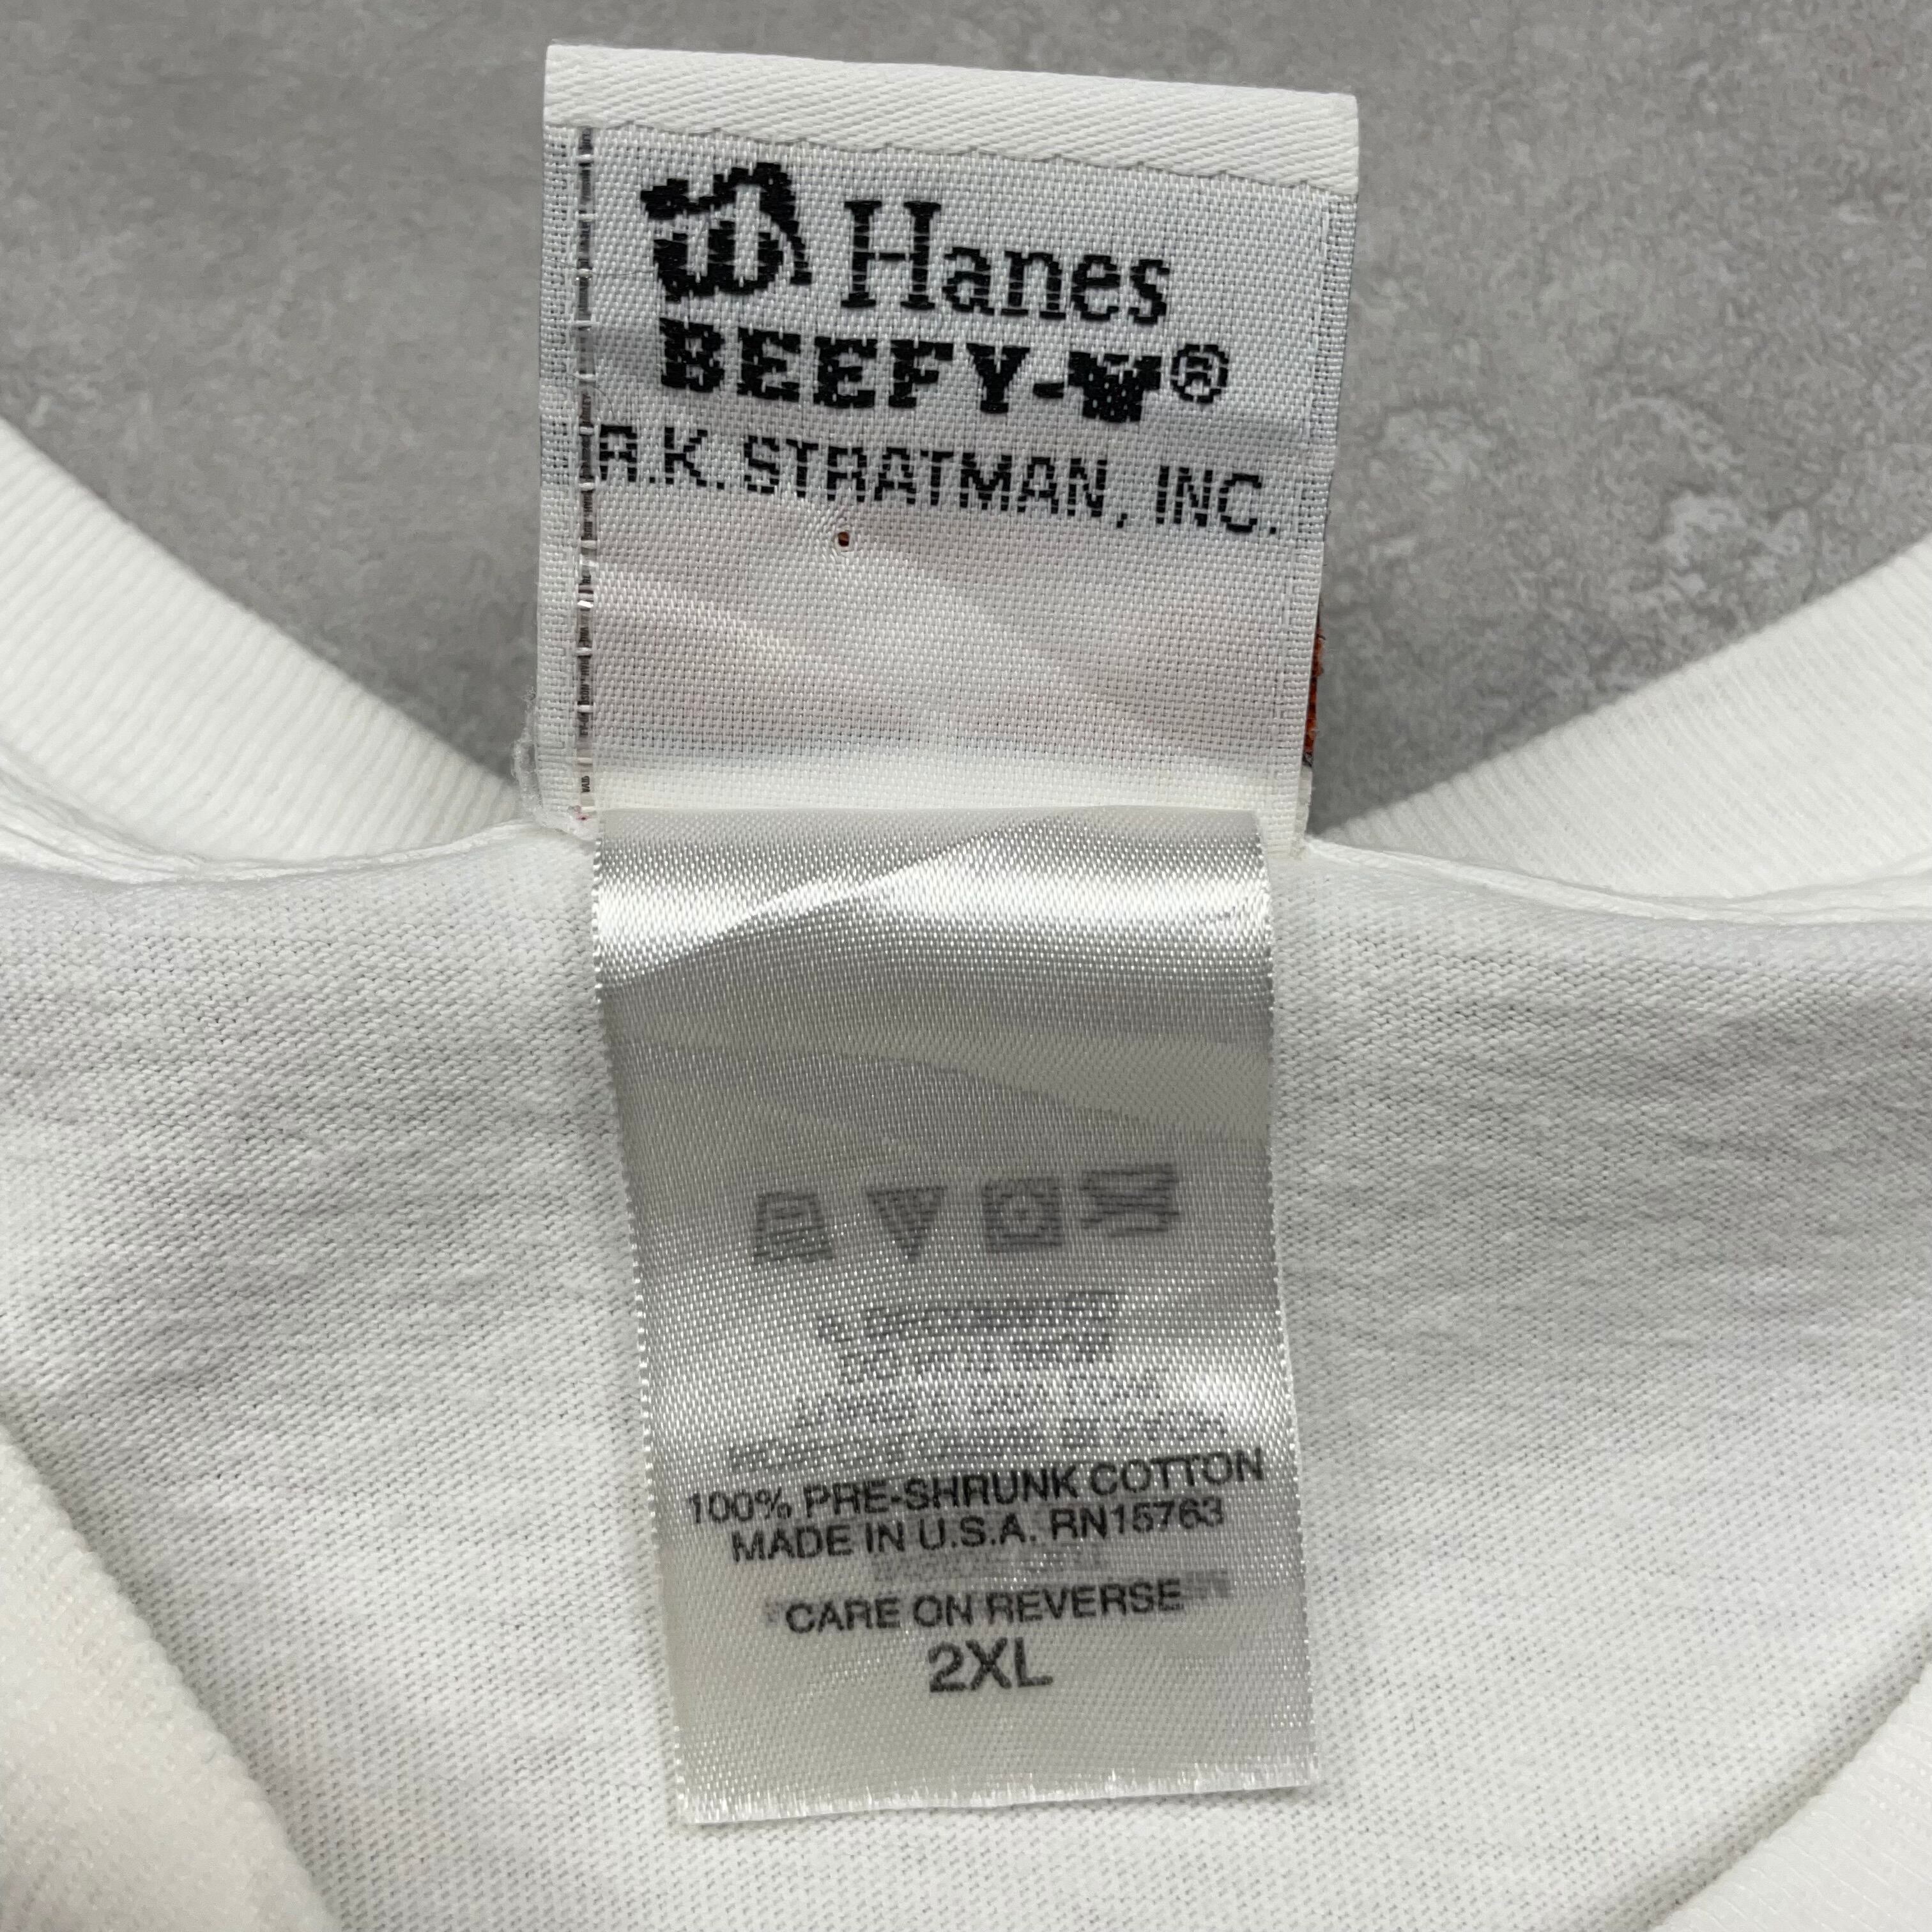 Hanes
BEEFY-T®
R.K. STRATMAN, INC.
100% PRE-SHRUNK COTTON
MADE IN U.S.A. RN15763
CARE ON REVERSE
2XL